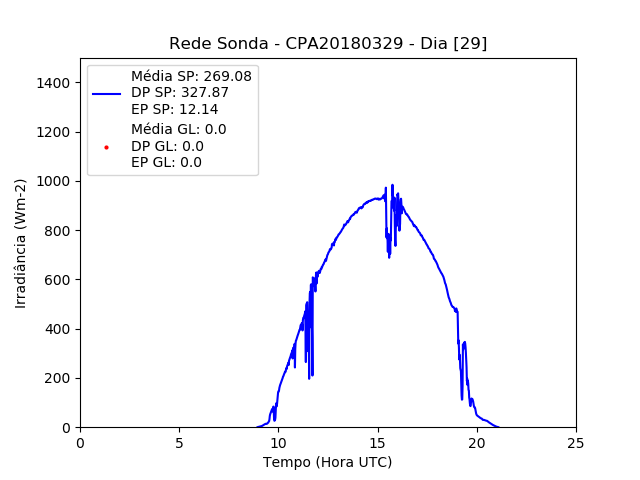 Rede Sonda - CPA20180329 - Dia [29]
Média SP: 269.08
DP SP: 327.87
EP SP: 12.14
Média GL: 0.0
DP GL: 0.0
EP GL: 0.0
Irradiância (Wm-2)
1400
1200
1000
800
600
400
200
0
0 5 10 15 20 25
Tempo (Hora UTC)